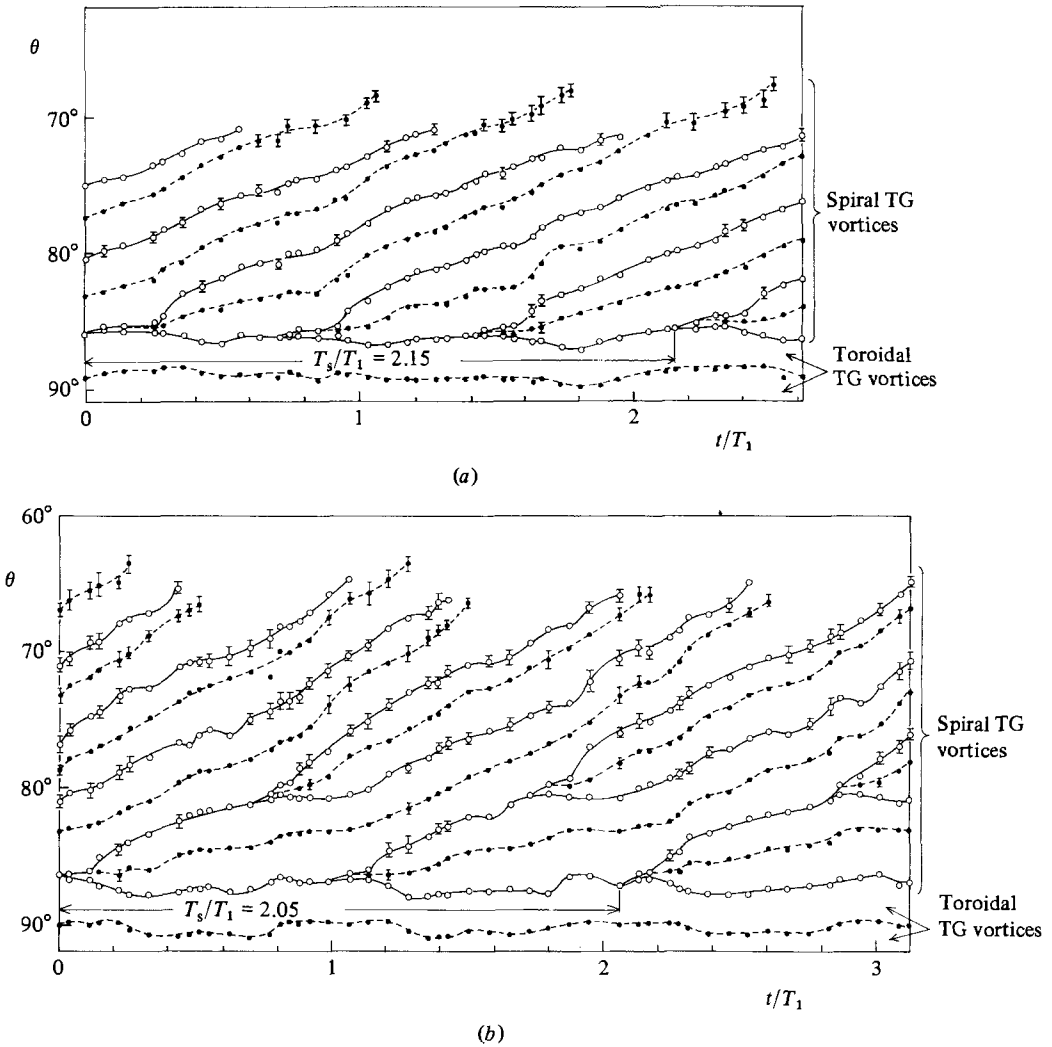 θ
70°
80°
90°
Spiral TG
vortices
T_s/T_1 = 2.15
Toroidal
TG vortices
0
1
2
t/T_1
(a)
60°
θ
70°
80°
90°
Spiral TG
vortices
T_s/T_1 = 2.05
Toroidal
TG vortices
0
1
2
3
t/T_1
(b)